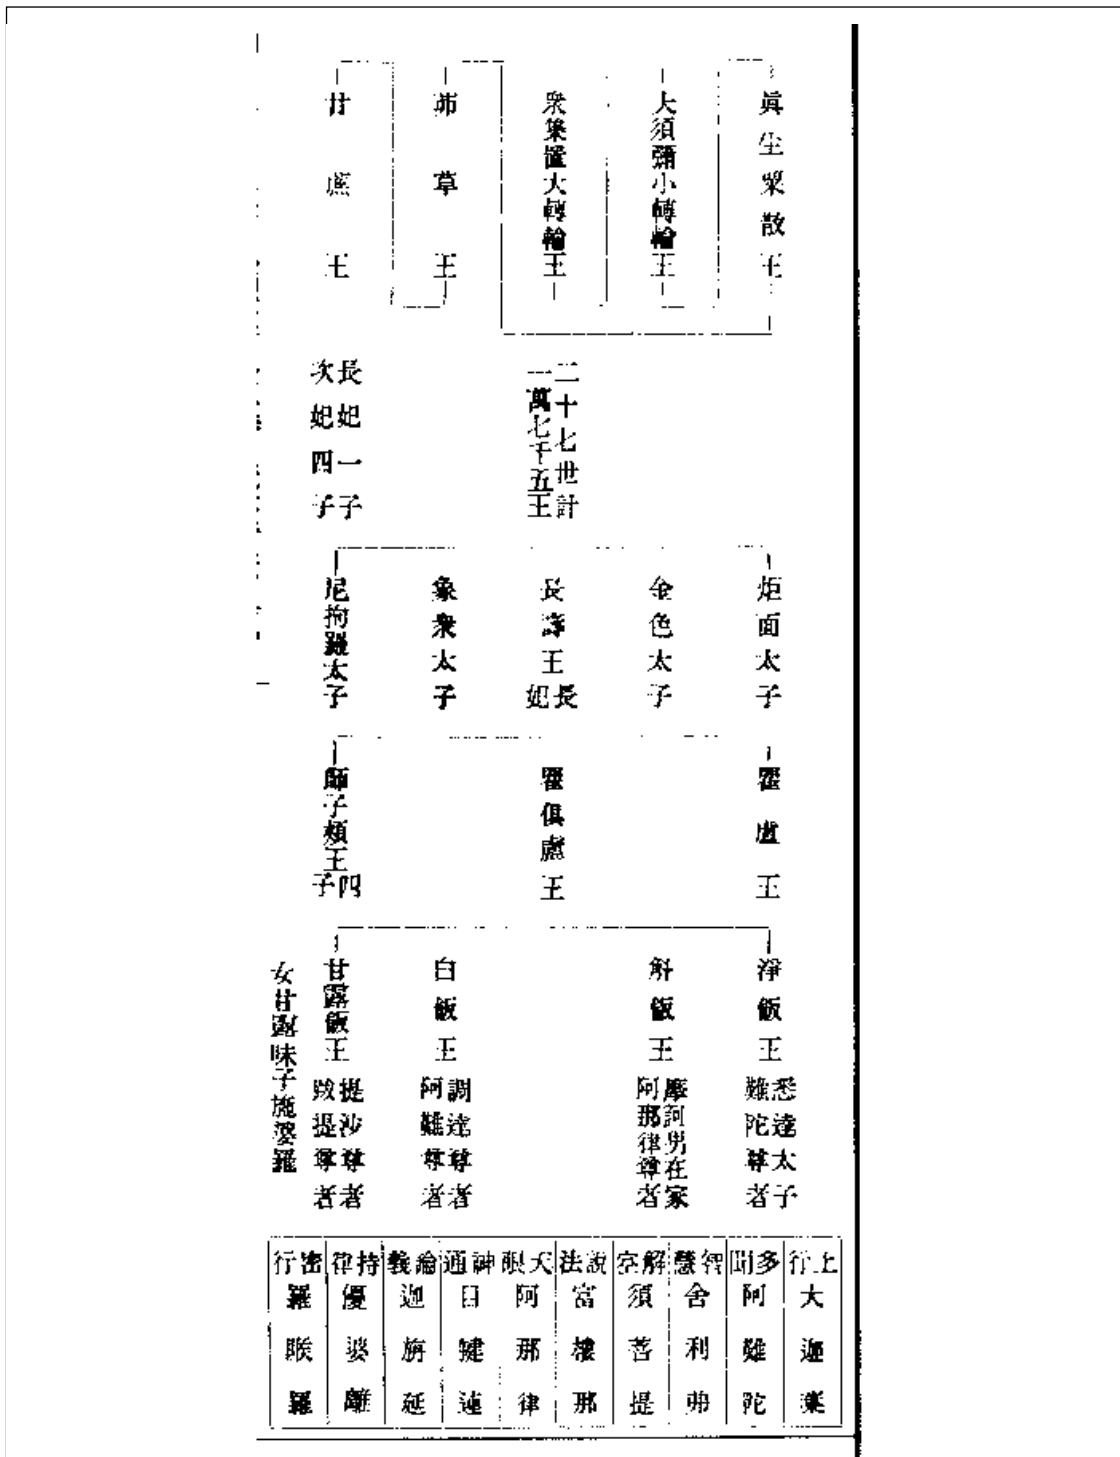 眞生粟散王
大須彌小轉輪王
衆集置大轉輪王
茆草王
甘蔗王
二十七世計
一萬七千五王
長妃一子
次妃四子
炬面太子
金色太子
長壽王長妃
象衆太子
尼拘羅太子
瞿盧王
瞿俱盧王
師子頰王四子
淨飯王
悉達太子
難陀尊者
斛飯王
摩訶男在家
阿那律尊者
白飯王
調達尊者
阿難尊者
甘露飯王
提沙尊者
跋提尊者
女甘露味子施婆羅
上行 大迦葉
多聞 阿難陀
智慧 舍利弗
解空 須菩提
說法 富樓那
天眼 阿那律
神通 目犍連
論義 迦旃延
持律 優婆離
密行 羅睺羅